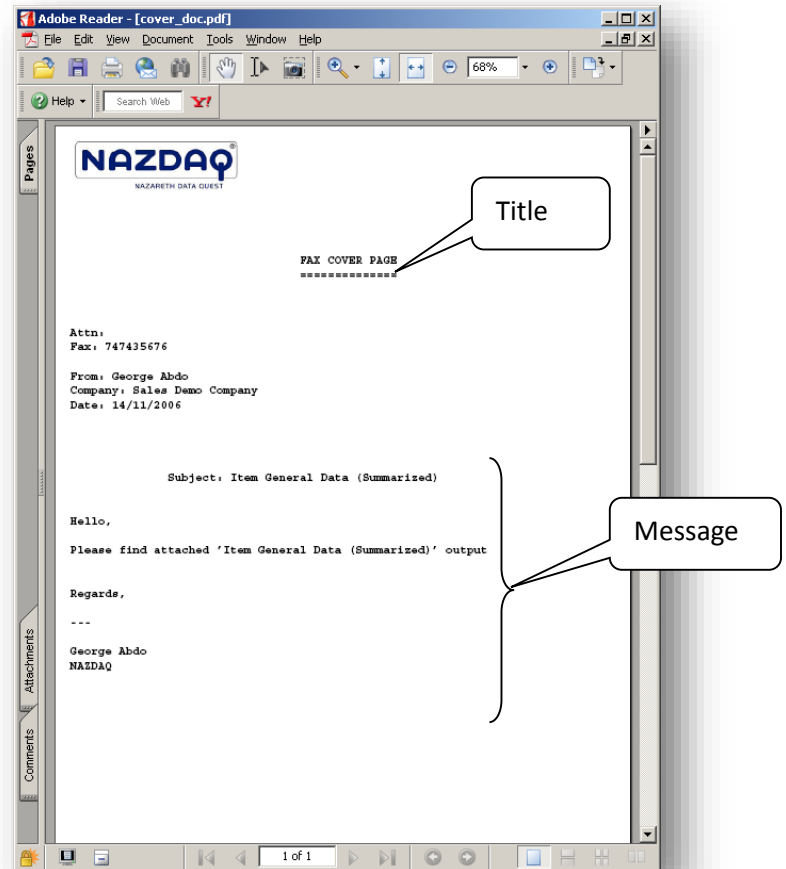 Adobe Reader - [cover_doc.pdf]
File Edit View Document Tools Window Help
68%
Help Search Web Y!
Pages
NAZDAQ®
NAZARETH DATA QUEST
Title
FAX COVER PAGE
==============
Attn:
Fax: 747435676
From: George Abdo
Company: Sales Demo Company
Date: 14/11/2006
Subject: Item General Data (Summarized)
Hello,
Message
Please find attached 'Item General Data (Summarized)' output
Regards,
---
George Abdo
NAZDAQ
Attachments
Comments
1 of 1